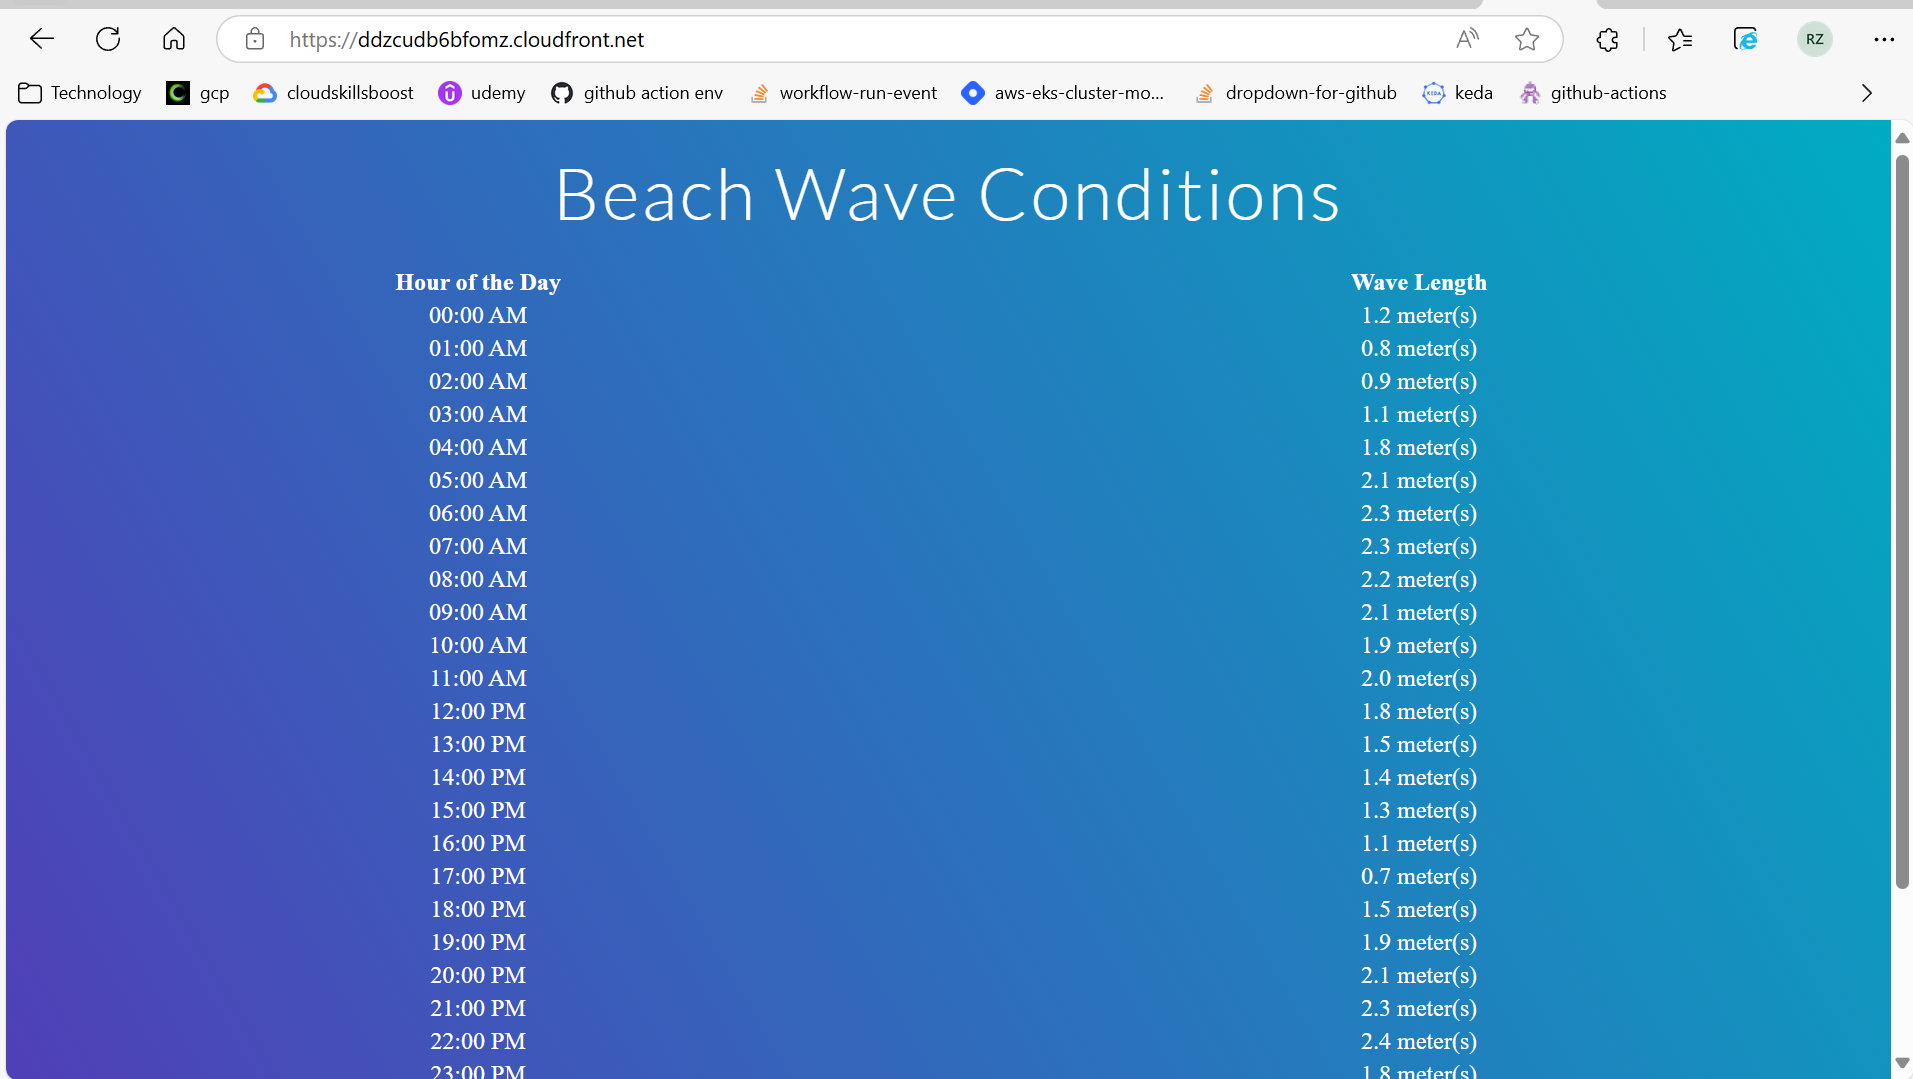 https://ddzcudb6bfomz.cloudfront.net
RZ
Technology gcp cloudskillsboost udemy github action env workflow-run-event aws-eks-cluster-mo... dropdown-for-github keda github-actions
Beach Wave Conditions
Hour of the Day Wave Length
00:00 AM 1.2 meter(s)
01:00 AM 0.8 meter(s)
02:00 AM 0.9 meter(s)
03:00 AM 1.1 meter(s)
04:00 AM 1.8 meter(s)
05:00 AM 2.1 meter(s)
06:00 AM 2.3 meter(s)
07:00 AM 2.3 meter(s)
08:00 AM 2.2 meter(s)
09:00 AM 2.1 meter(s)
10:00 AM 1.9 meter(s)
11:00 AM 2.0 meter(s)
12:00 PM 1.8 meter(s)
13:00 PM 1.5 meter(s)
14:00 PM 1.4 meter(s)
15:00 PM 1.3 meter(s)
16:00 PM 1.1 meter(s)
17:00 PM 0.7 meter(s)
18:00 PM 1.5 meter(s)
19:00 PM 1.9 meter(s)
20:00 PM 2.1 meter(s)
21:00 PM 2.3 meter(s)
22:00 PM 2.4 meter(s)
23:00 PM 1.8 meter(s)